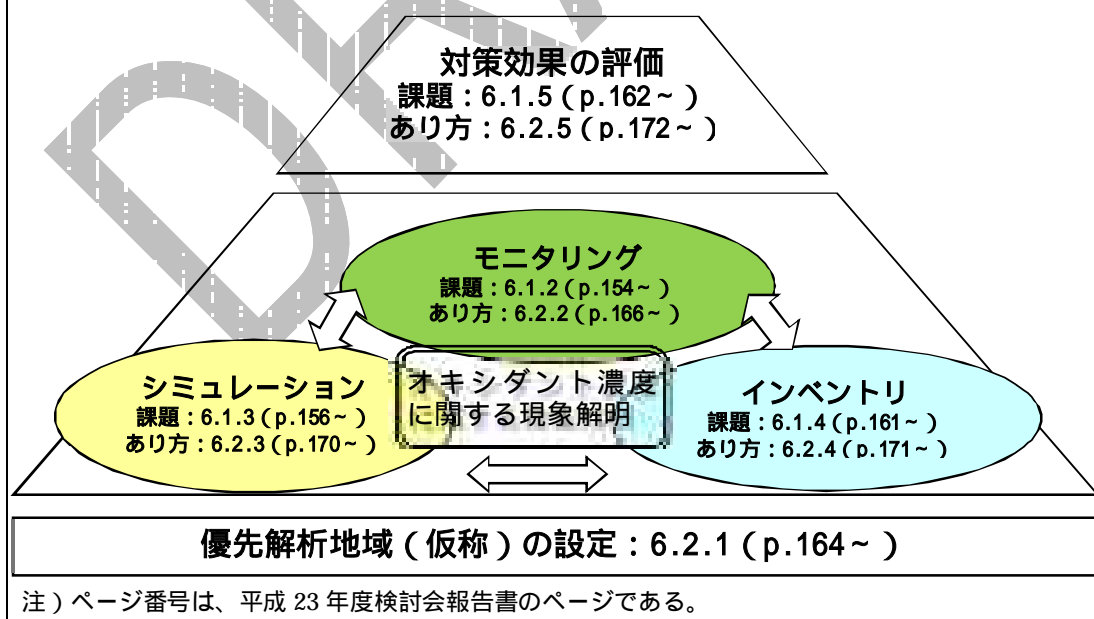 対策効果の評価
課題：6.1.5（p.162～）
あり方：6.2.5（p.172～）
モニタリング
課題：6.1.2（p.154～）
あり方：6.2.2（p.166～）
シミュレーション
課題：6.1.3（p.156～）
あり方：6.2.3（p.170～）
オキシダント濃度
に関する現象解明
インベントリ
課題：6.1.4（p.161～）
あり方：6.2.4（p.171～）
優先解析地域（仮称）の設定：6.2.1（p.164～）
注）ページ番号は、平成 23 年度検討会報告書のページである。